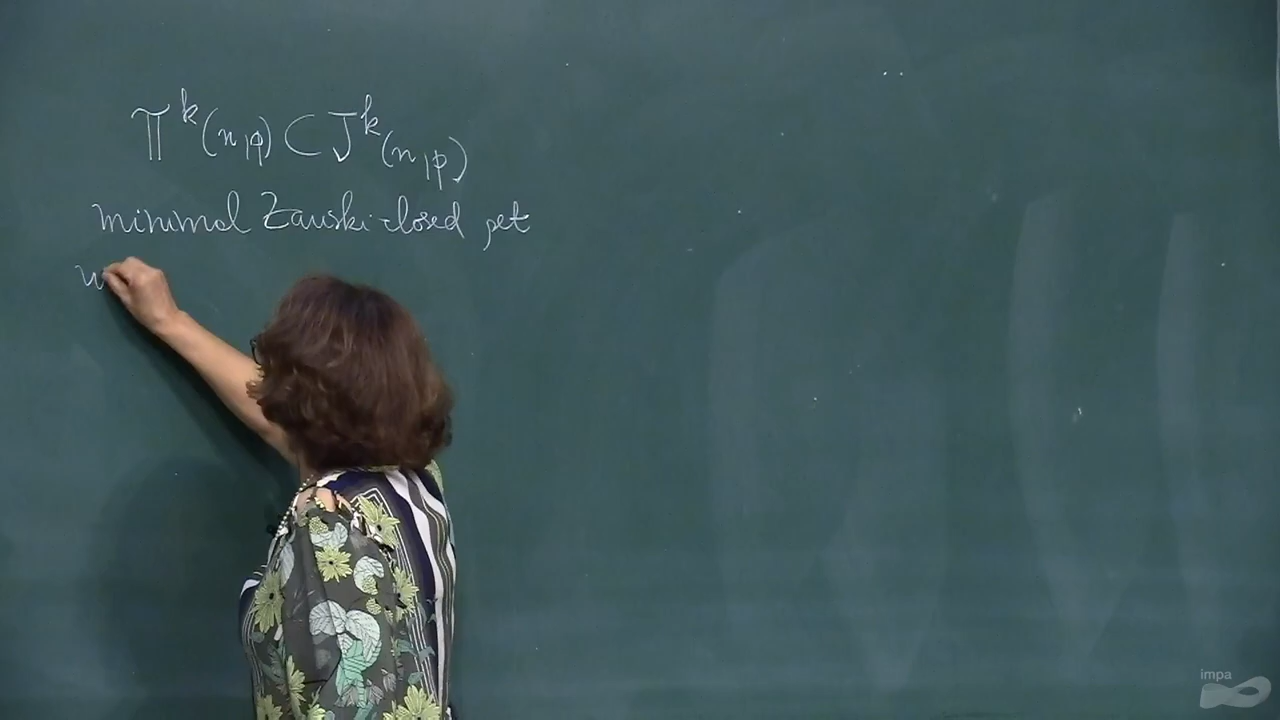 Π^k(n,p) ⊂ J^k(n,p)
minimal Zariski-closed set
w
impa